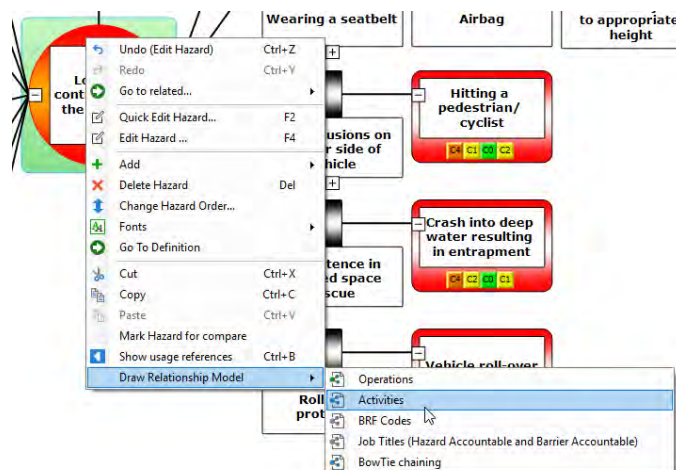 Wearing a seatbelt
Airbag
to appropriate
height
cont
the
Undo (Edit Hazard) Ctrl+Z
Redo Ctrl+Y
Go to related...
Quick Edit Hazard... F2
Edit Hazard ... F4
Add
Delete Hazard Del
Change Hazard Order...
Fonts
Go To Definition
Cut Ctrl+X
Copy Ctrl+C
Paste Ctrl+V
Mark Hazard for compare
Show usage references Ctrl+B
Draw Relationship Model
usions on
r side of
hicle
tence in
ed space
scue
Roll
prot
Hitting a
pedestrian/
cyclist
C4 C1 C0 C2
Crash into deep
water resulting
in entrapment
C4 C2 C0 C1
Vehicle roll-over
Operations
Activities
BRF Codes
Job Titles (Hazard Accountable and Barrier Accountable)
BowTie chaining